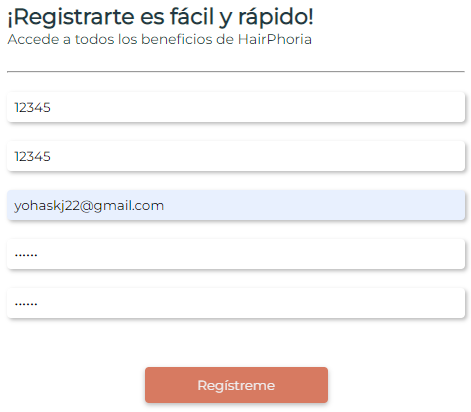 ¡Registrarte es fácil y rápido!
Accede a todos los beneficios de HairPhoria
12345
12345
yohaskj22@gmail.com
······
······
Regístreme